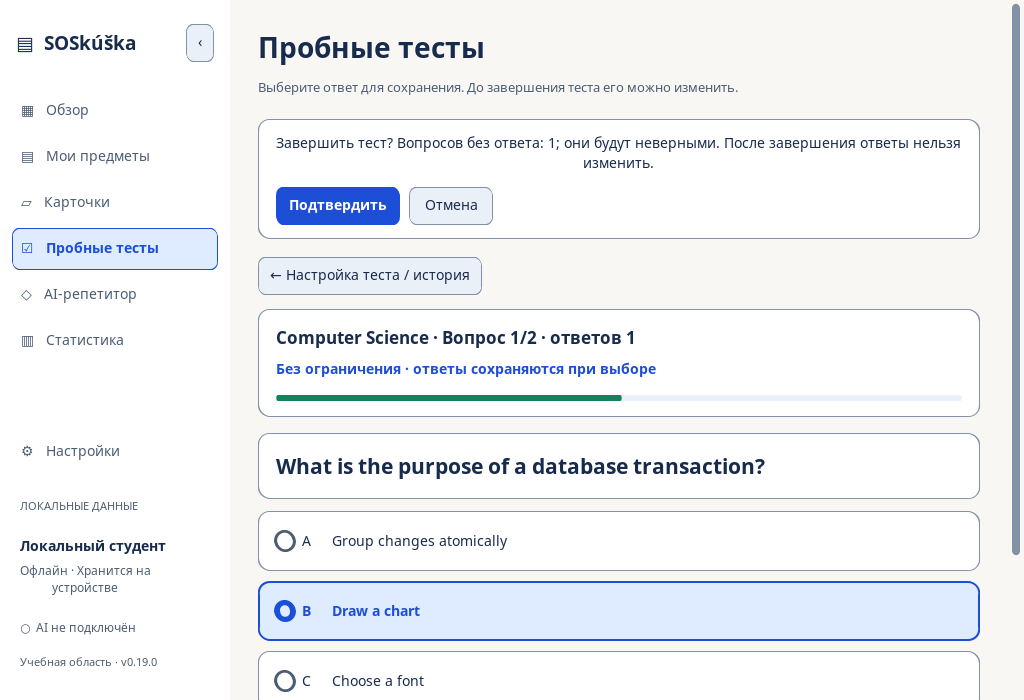 SOSkúška
‹
Обзор
Мои предметы
Карточки
Пробные тесты
AI-репетитор
Статистика
Настройки
ЛОКАЛЬНЫЕ ДАННЫЕ
Локальный студент
Офлайн · Хранится на
устройстве
AI не подключён
Учебная область · v0.19.0
Пробные тесты
Выберите ответ для сохранения. До завершения теста его можно изменить.
Завершить тест? Вопросов без ответа: 1; они будут неверными. После завершения ответы нельзя
изменить.
Подтвердить
Отмена
← Настройка теста / история
Computer Science · Вопрос 1/2 · ответов 1
Без ограничения · ответы сохраняются при выборе
What is the purpose of a database transaction?
A Group changes atomically
B Draw a chart
C Choose a font